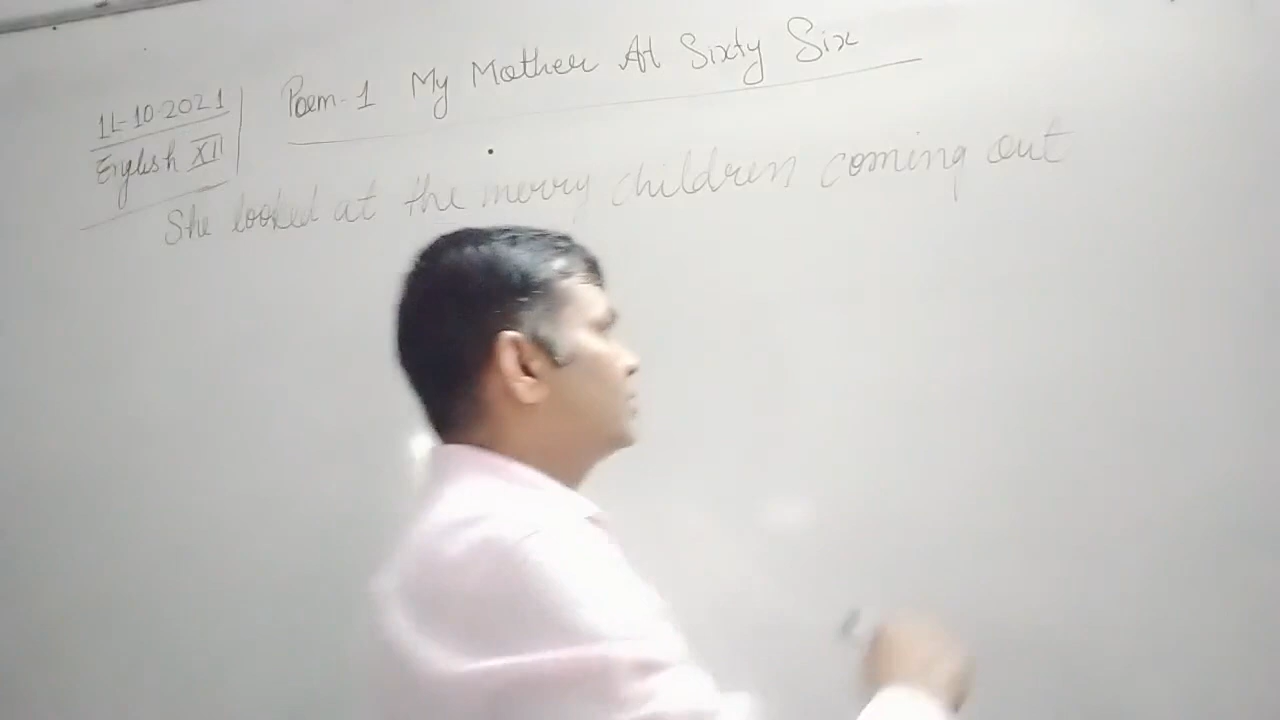 11-10-2021
English XII
Poem-1 My Mother At Sixty Six
She looked at the merry children coming out